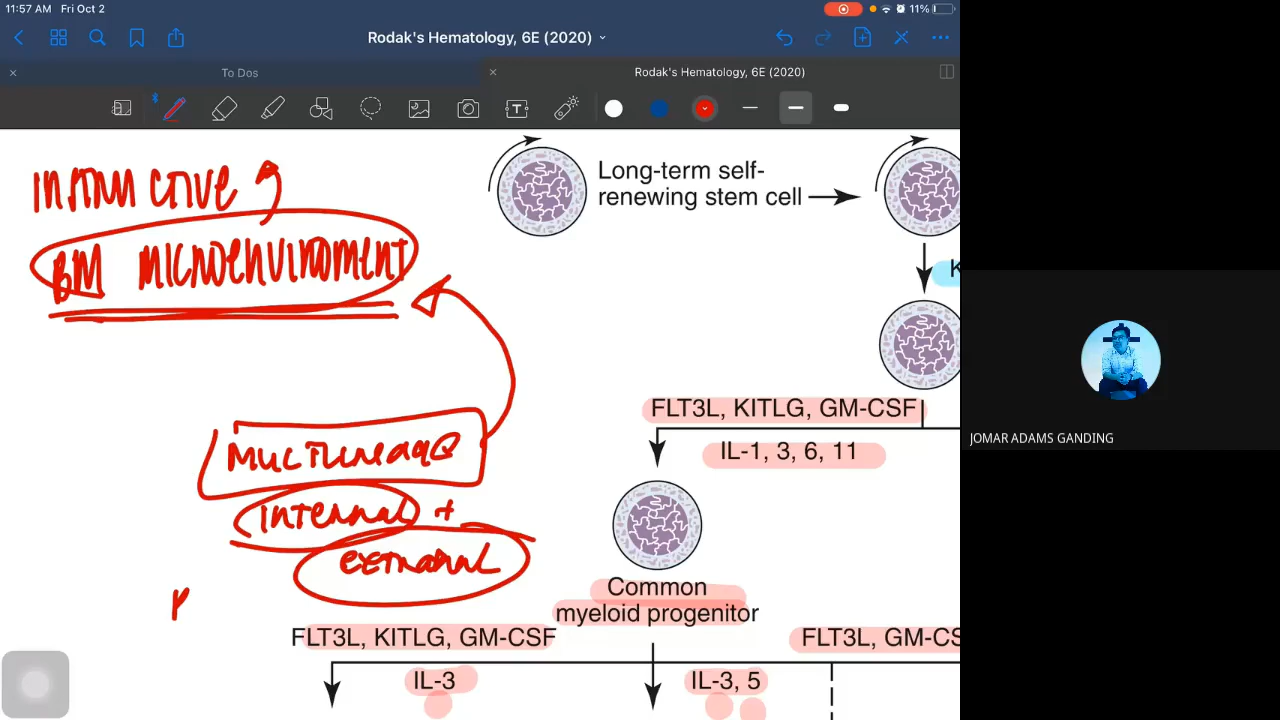 11:57 AM Fri Oct 2
11%
Rodak's Hematology, 6E (2020)
To Dos
Rodak's Hematology, 6E (2020)
INSTRUCTIVE
BM MICROENVIROMENT
MULTILINEAGE
INTERNAL +
EXTERNAL
Long-term self-
renewing stem cell
K
FLT3L, KITLG, GM-CSF
IL-1, 3, 6, 11
Common
myeloid progenitor
FLT3L, KITLG, GM-CSF
FLT3L, GM-CS
IL-3
IL-3, 5
JOMAR ADAMS GANDING